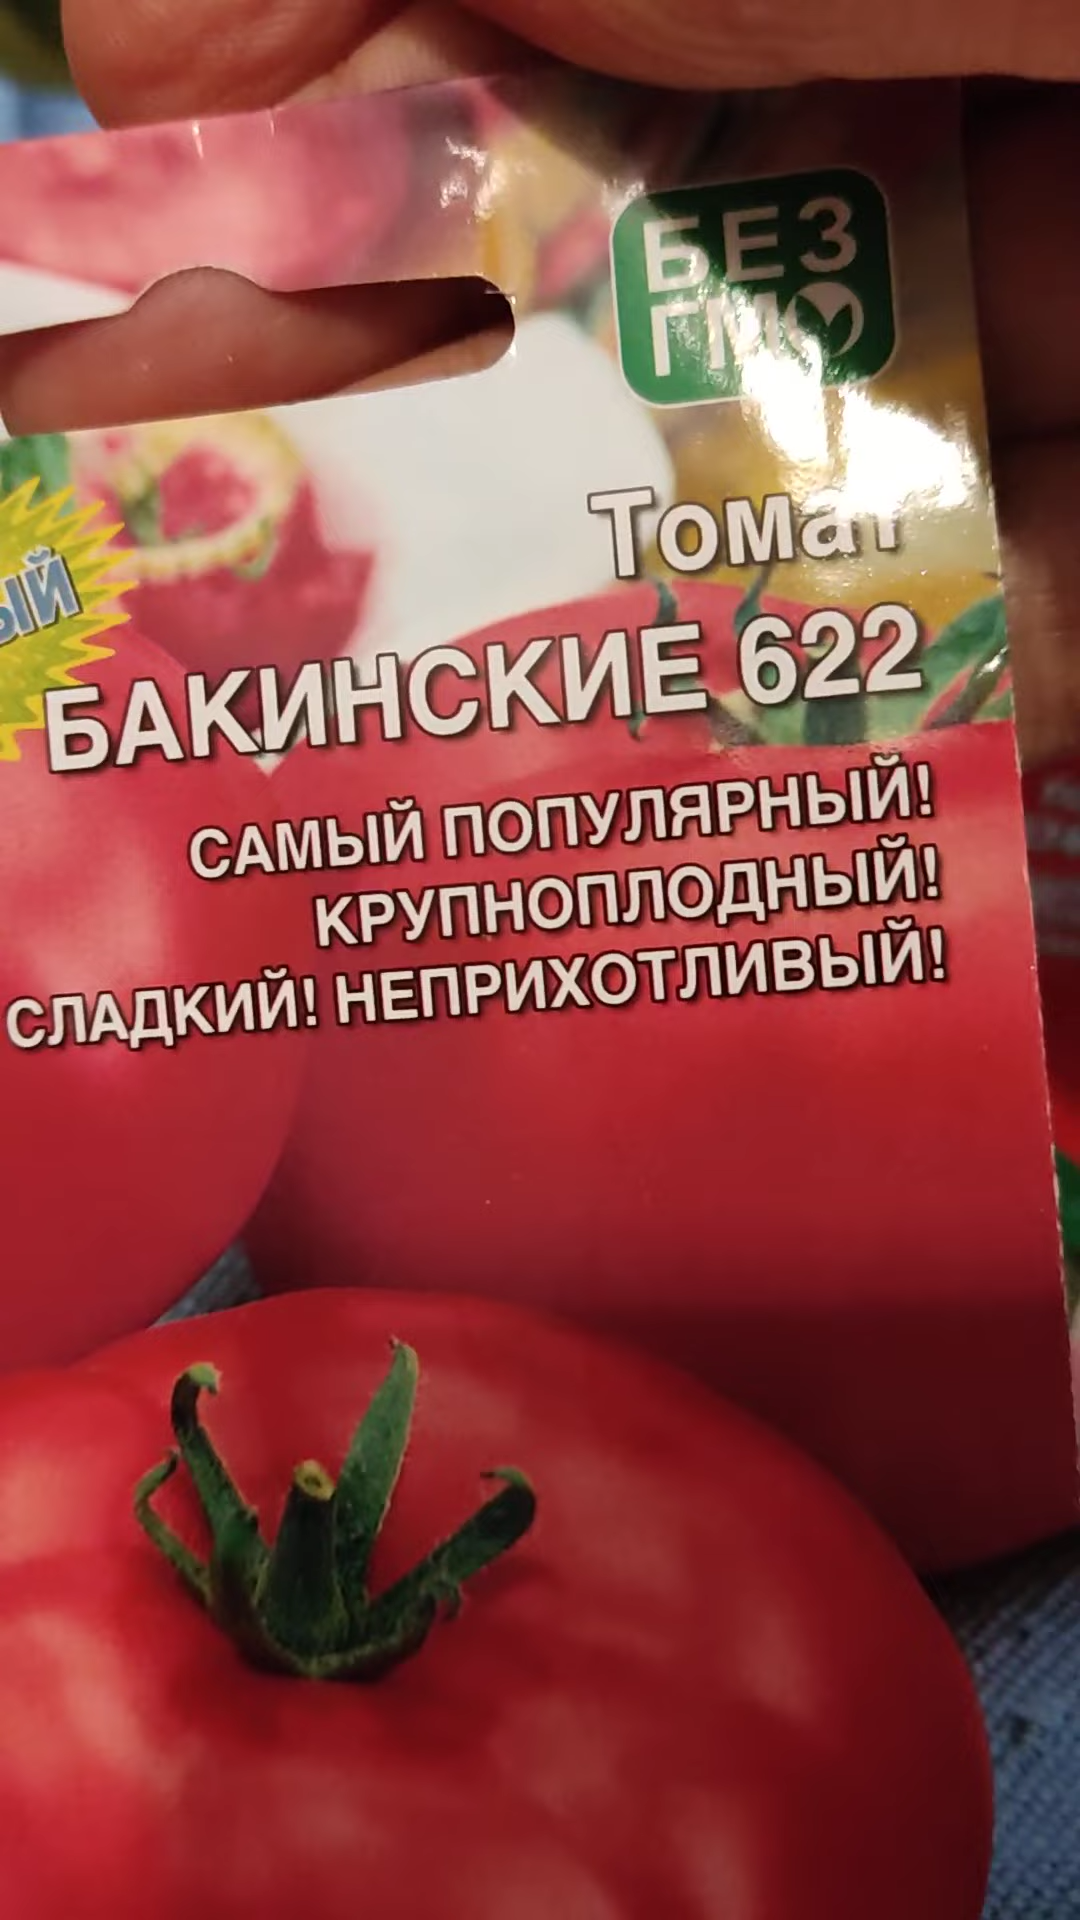 БЕЗ
ГМО
Томат
БАКИНСКИЕ 622
САМЫЙ ПОПУЛЯРНЫЙ!
КРУПНОПЛОДНЫЙ!
СЛАДКИЙ! НЕПРИХОТЛИВЫЙ!